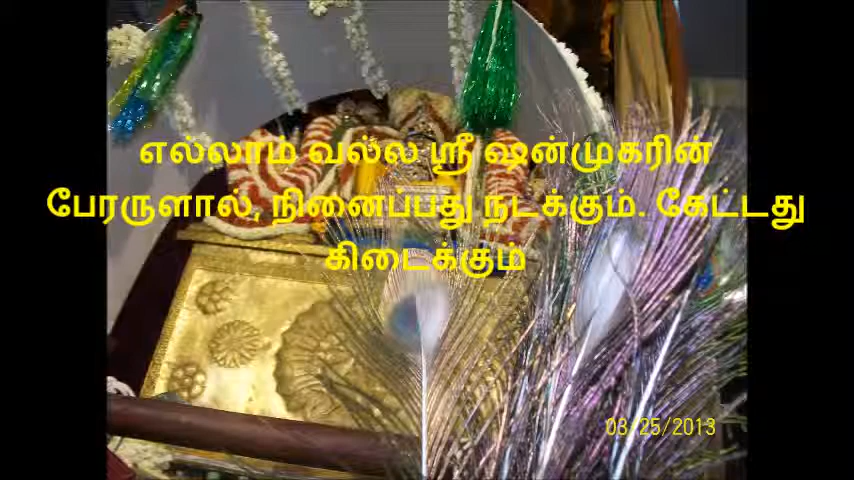 எல்லாம் வல்ல ஸ்ரீ ஷன்முகரின்
பேரருளால், நினைப்பது நடக்கும். கேட்டது
கிடைக்கும்
03/25/2013